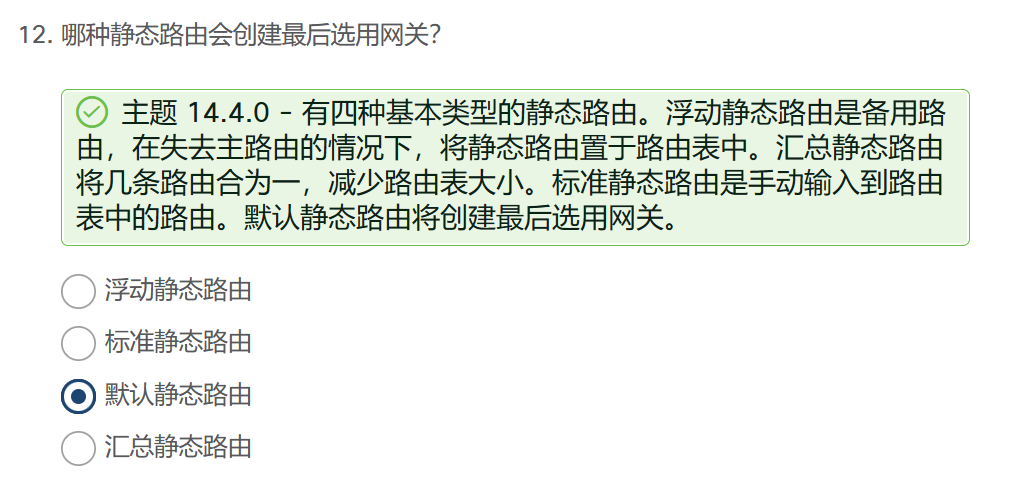 12. 哪种静态路由会创建最后选用网关?
主题 14.4.0 - 有四种基本类型的静态路由。浮动静态路由是备用路
由，在失去主路由的情况下，将静态路由置于路由表中。汇总静态路由
将几条路由合为一，减少路由表大小。标准静态路由是手动输入到路由
表中的路由。默认静态路由将创建最后选用网关。
浮动静态路由
标准静态路由
默认静态路由
汇总静态路由